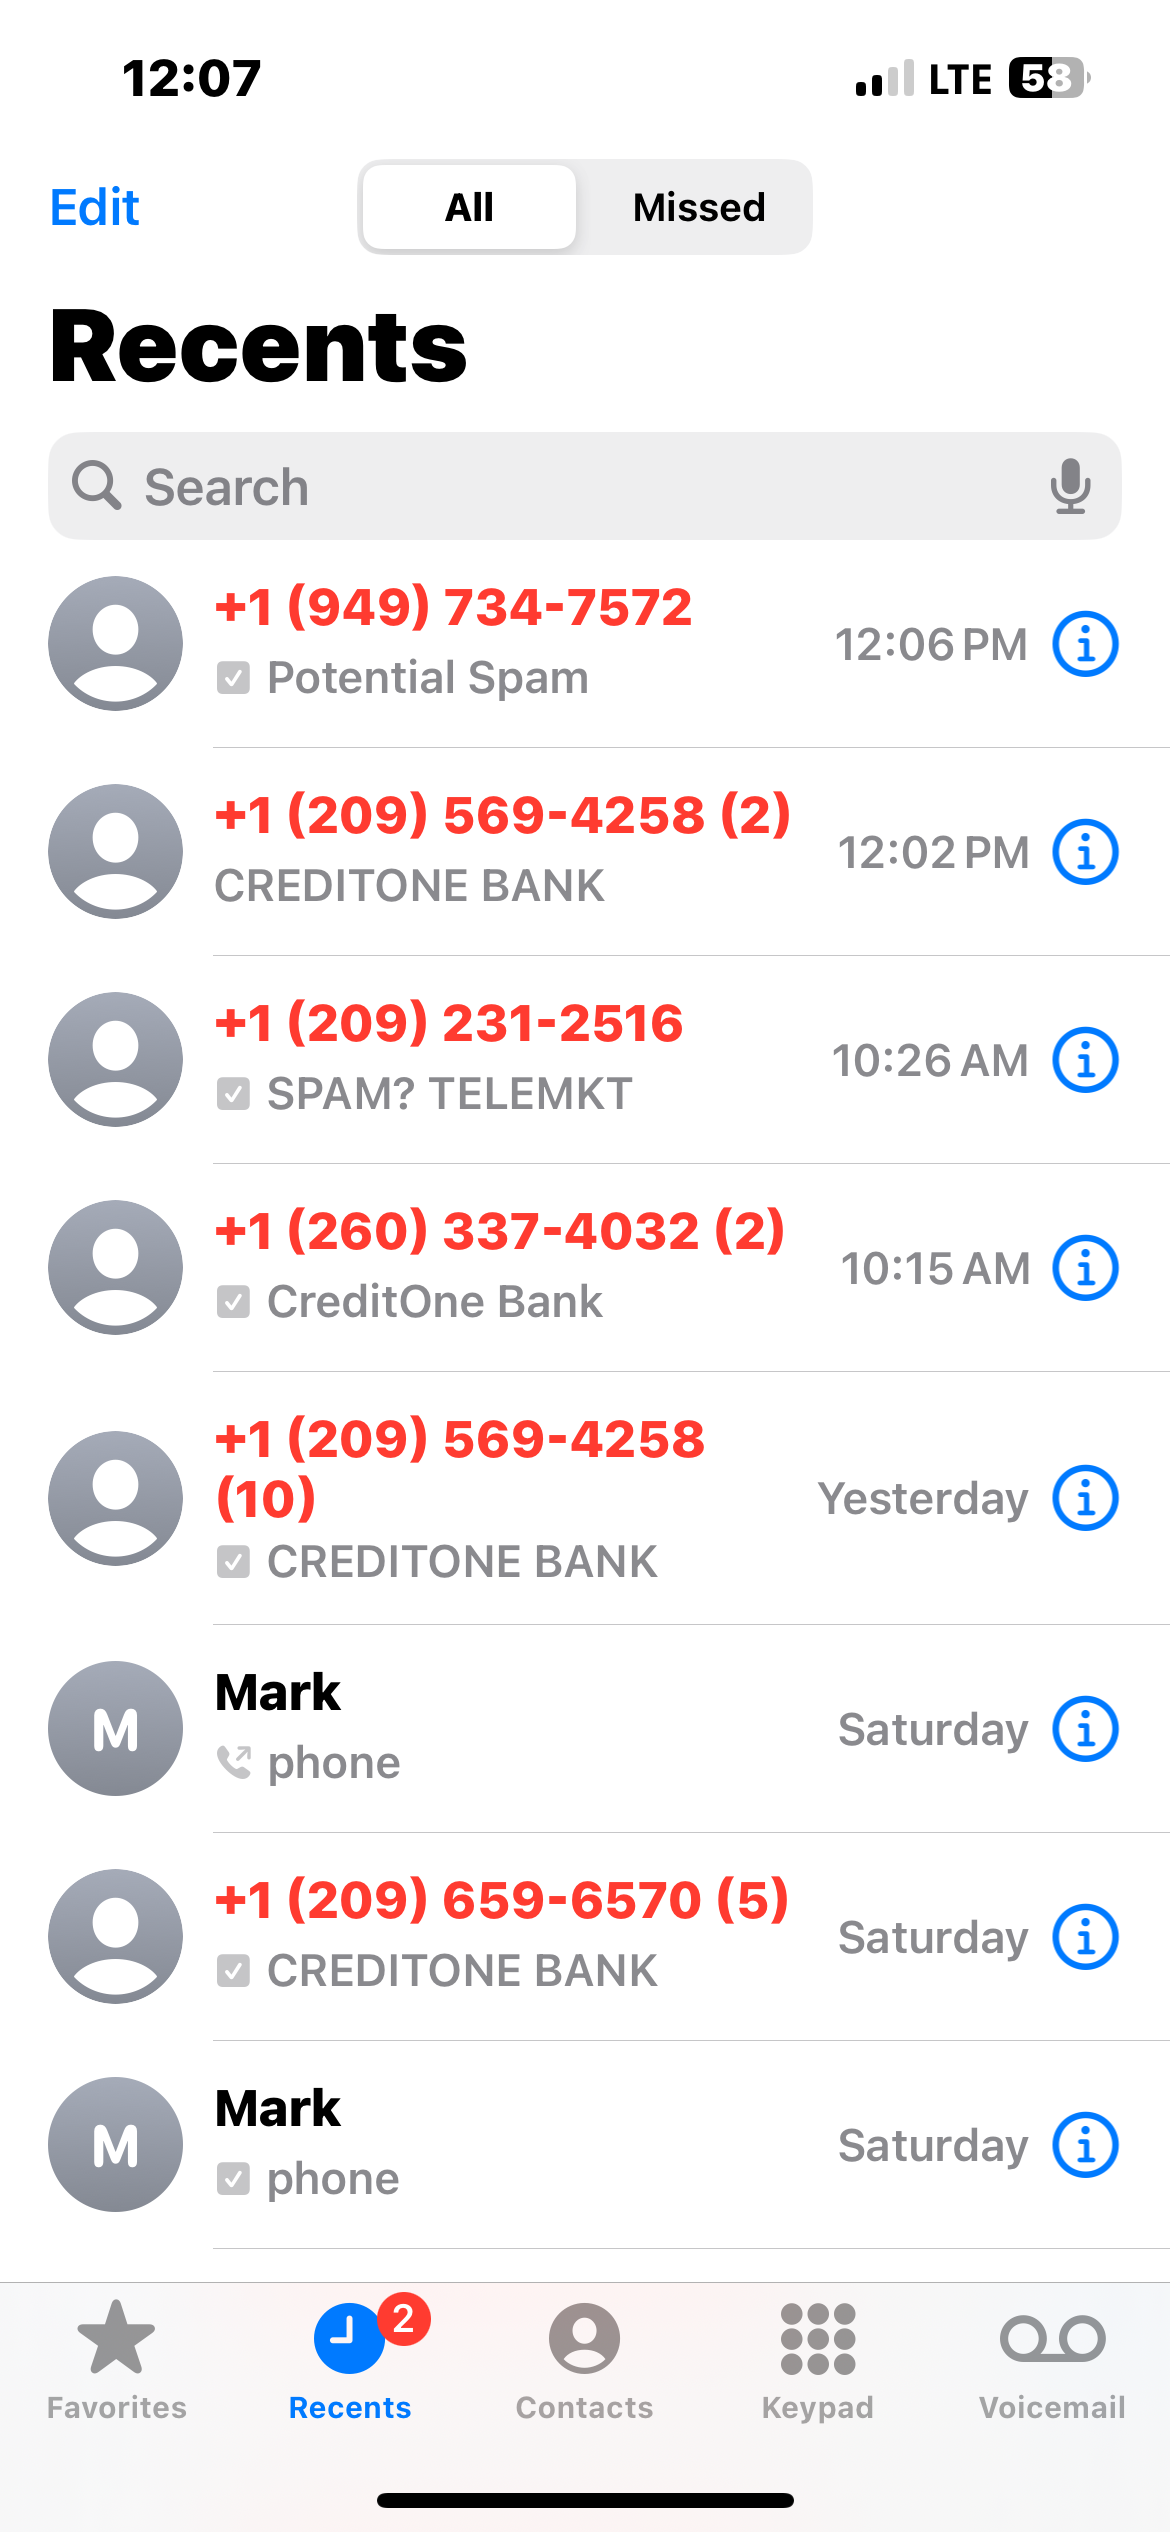 12:07
LTE 58
Edit
All
Missed
Recents
Search
+1 (949) 734-7572
Potential Spam
12:06 PM
+1 (209) 569-4258 (2)
CREDITONE BANK
12:02 PM
+1 (209) 231-2516
SPAM? TELEMKT
10:26 AM
+1 (260) 337-4032 (2)
CreditOne Bank
10:15 AM
+1 (209) 569-4258
(10)
CREDITONE BANK
Yesterday
M
Mark
phone
Saturday
+1 (209) 659-6570 (5)
CREDITONE BANK
Saturday
M
Mark
phone
Saturday
2
Favorites
Recents
Contacts
Keypad
Voicemail